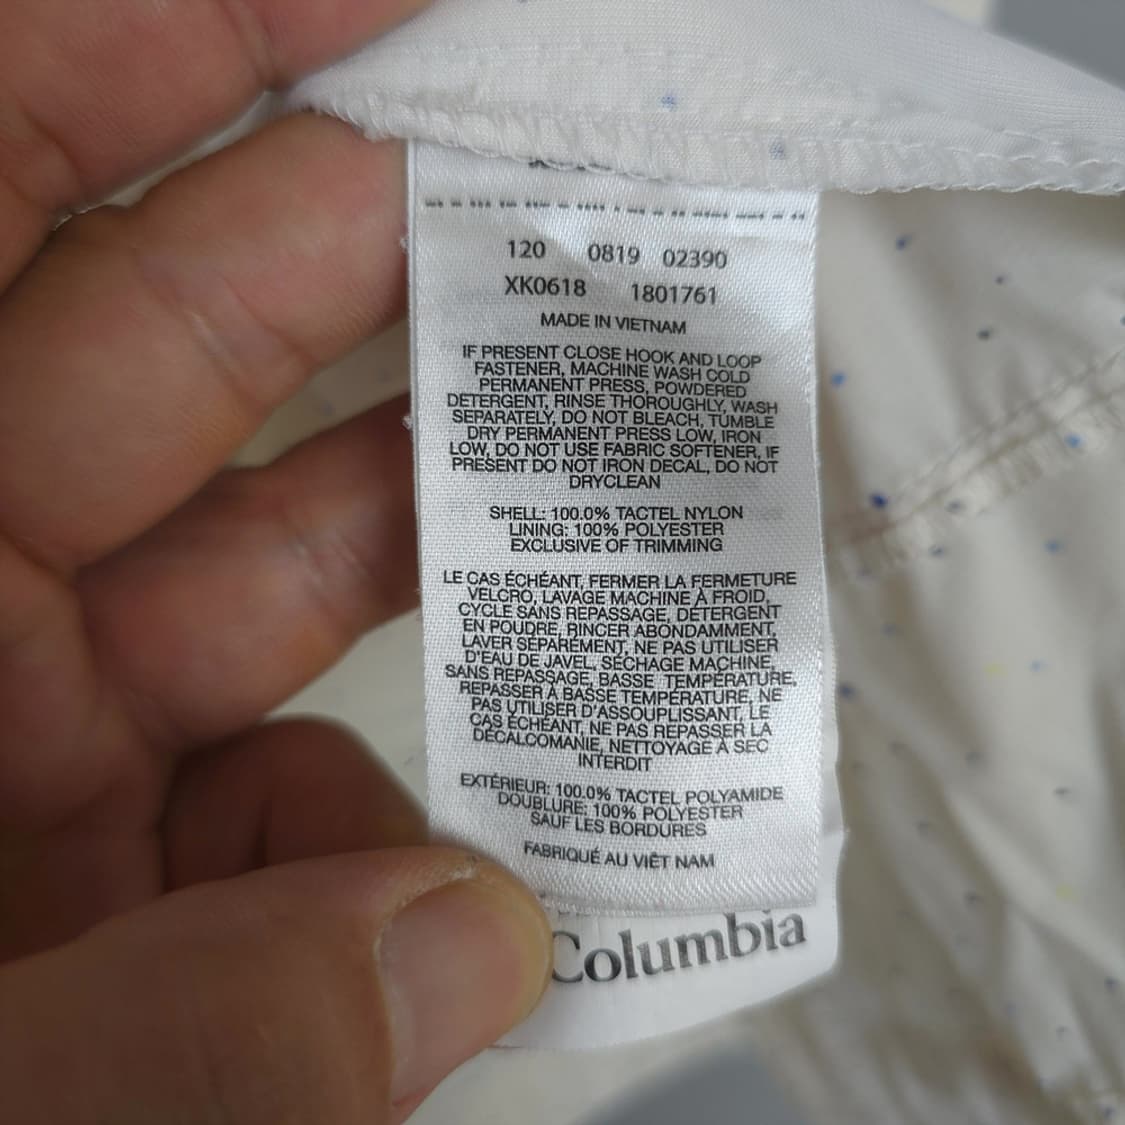 120 0819 02390
XK0618 1801761
MADE IN VIETNAM
IF PRESENT CLOSE HOOK AND LOOP
FASTENER, MACHINE WASH COLD
PERMANENT PRESS, POWDERED
DETERGENT, RINSE THOROUGHLY, WASH
SEPARATELY, DO NOT BLEACH, TUMBLE
DRY PERMANENT PRESS LOW, IRON
LOW, DO NOT USE FABRIC SOFTENER, IF
PRESENT DO NOT IRON DECAL, DO NOT
DRYCLEAN
SHELL: 100.0% TACTEL NYLON
LINING: 100% POLYESTER
EXCLUSIVE OF TRIMMING
LE CAS ÉCHÉANT, FERMER LA FERMETURE
VELCRO, LAVAGE MACHINE À FROID,
CYCLE SANS REPASSAGE, DÉTERGENT
EN POUDRE, RINCER ABONDAMMENT,
LAVER SÉPARÉMENT, NE PAS UTILISER
D'EAU DE JAVEL, SÉCHAGE MACHINE,
SANS REPASSAGE, BASSE TEMPÉRATURE,
REPASSER À BASSE TEMPÉRATURE, NE
PAS UTILISER D'ASSOUPLISSANT, LE
CAS ÉCHÉANT, NE PAS REPASSER LA
DÉCALCOMANIE, NETTOYAGE À SEC
INTERDIT
EXTÉRIEUR: 100.0% TACTEL POLYAMIDE
DOUBLURE: 100% POLYESTER
SAUF LES BORDURES
FABRIQUÉ AU VIÊT NAM
Columbia